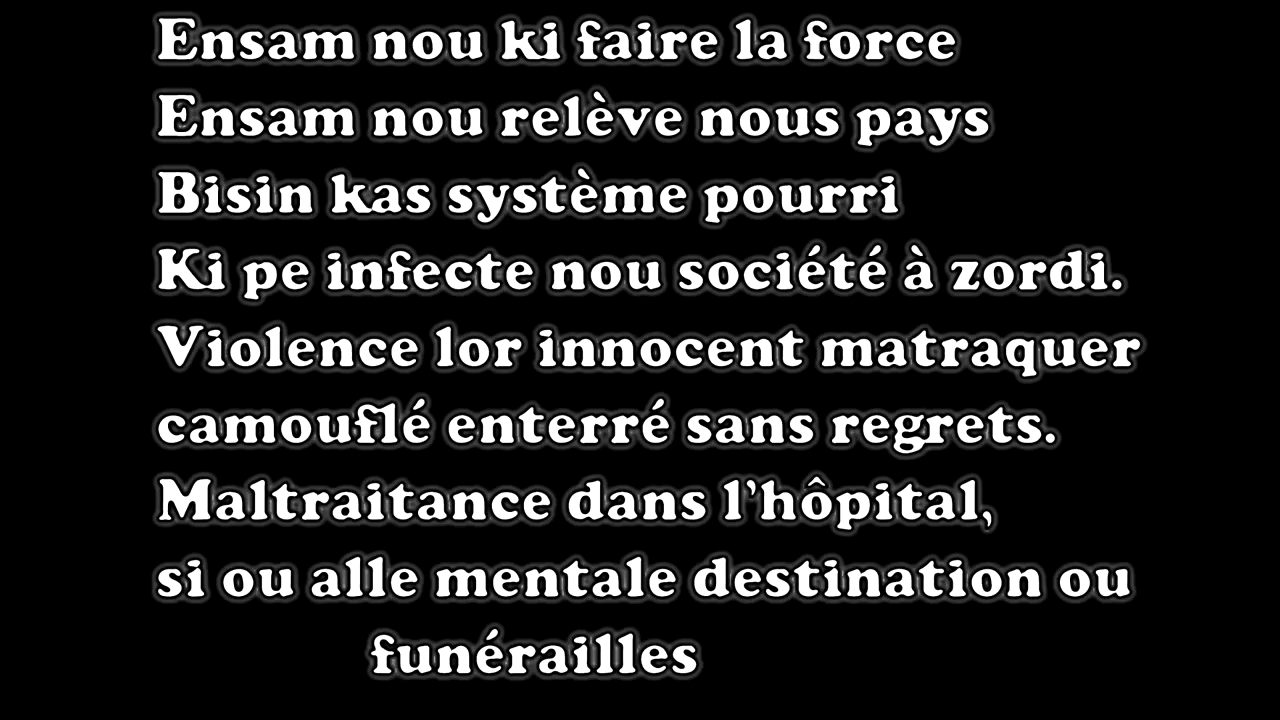 Ensam nou ki faire la force
Ensam nou relève nous pays
Bisin kas système pourri
Ki pe infecte nou société à zordi.
Violence lor innocent matraquer
camouflé enterré sans regrets.
Maltraitance dans l'hôpital,
si ou alle mentale destination ou
funérailles